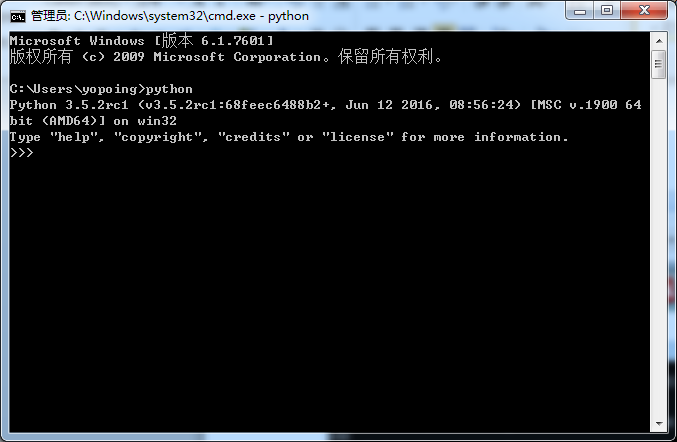 管理员: C:\Windows\system32\cmd.exe - python
Microsoft Windows [版本 6.1.7601]
版权所有 (c) 2009 Microsoft Corporation。保留所有权利。
C:\Users\yopoing>python
Python 3.5.2rc1 (v3.5.2rc1:68feec6488b2+, Jun 12 2016, 08:56:24) [MSC v.1900 64
bit (AMD64)] on win32
Type "help", "copyright", "credits" or "license" for more information.
>>>